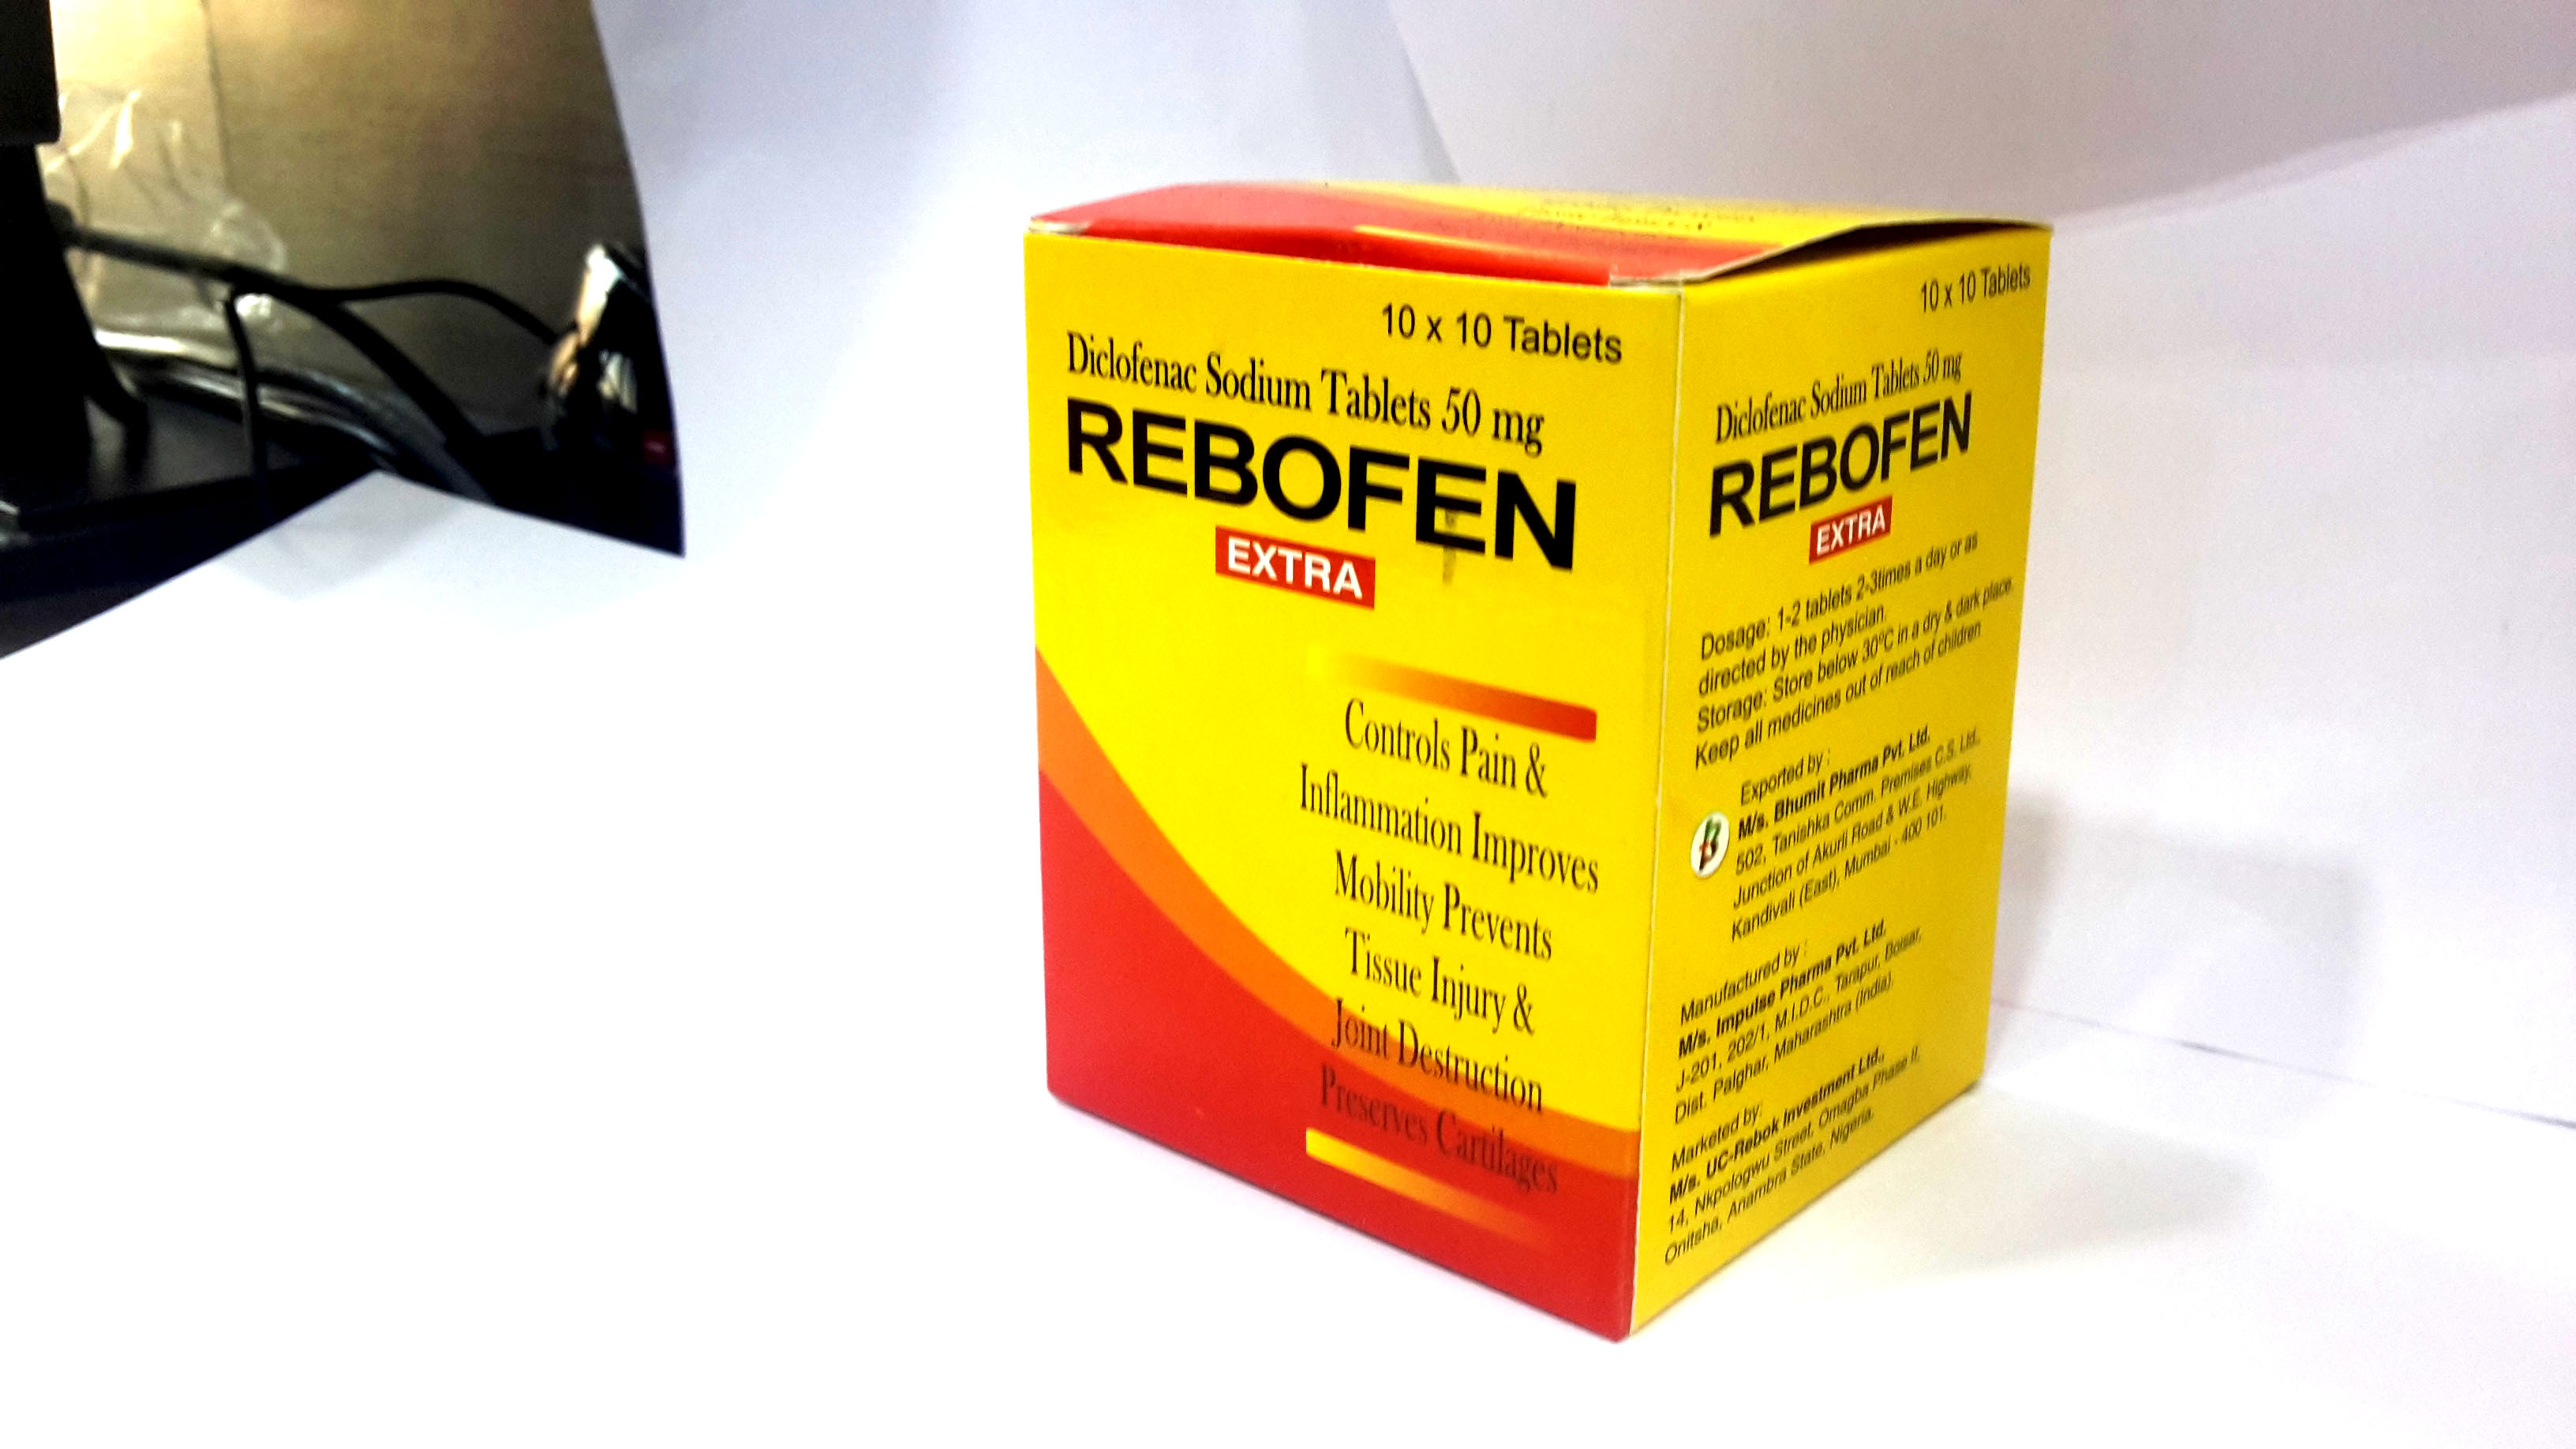 10 x 10 Tablets
Diclofenac Sodium Tablets 50 mg
REBOFEN
EXTRA
Controls Pain &
Inflammation Improves
Mobility Prevents
Tissue Injury &
Joint Destruction
Preserves Cartilages
10 x 10 Tablets
Diclofenac Sodium Tablets 50 mg
REBOFEN
EXTRA
Dosage: 1-2 tablets 2-3times a day or as
directed by the physician.
Storage: Store below 30°C in a dry & dark place.
Keep all medicines out of reach of children
Exported by :
M/s. Bhumit Pharma Pvt. Ltd.
502, Tanishka Comm. Premises C.S. Ltd.,
Junction of Akurli Road & W.E. Highway,
Kandivali (East), Mumbai - 400 101.
Manufactured by :
M/s. Impulse Pharma Pvt. Ltd.
J-201, 202/1, M.I.D.C., Tarapur, Boisar,
Dist. Palghar, Maharashtra (India).
Marketed by:
M/s. UC-Rebok Investment Ltd.,
14, Nkpologwu Street, Omagba Phase II,
Onitsha, Anambra State, Nigeria.